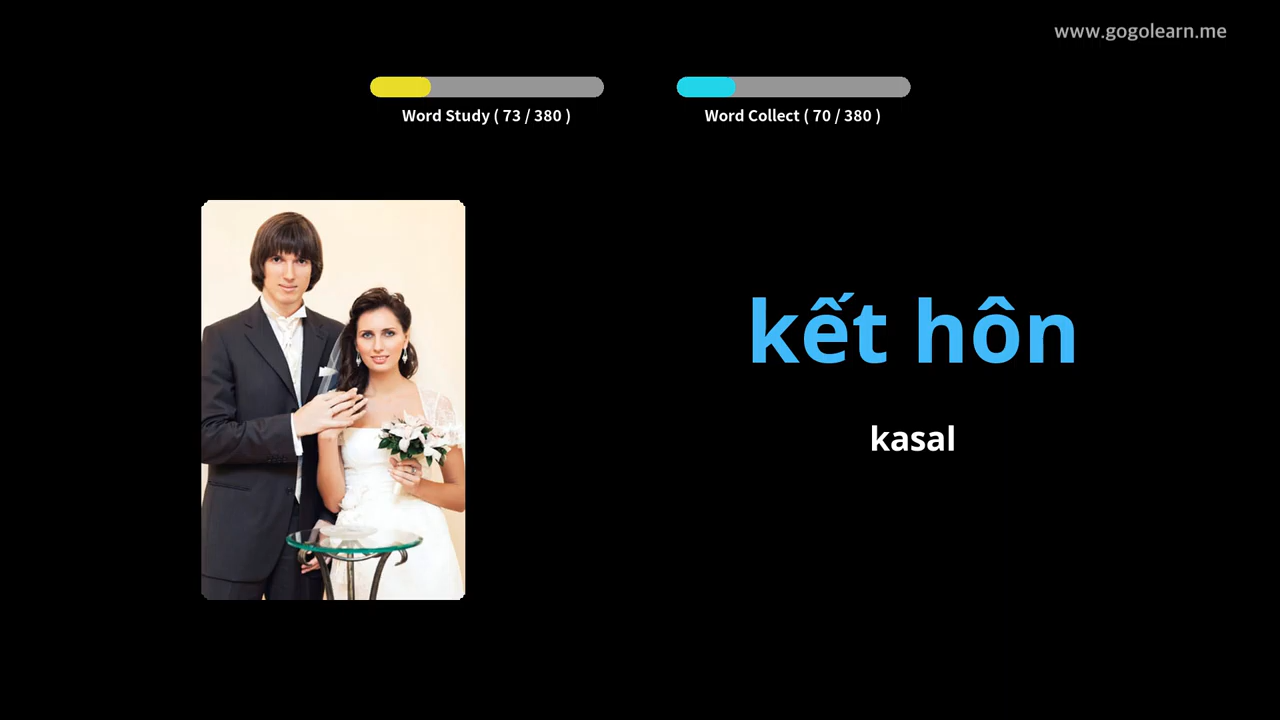 www.gogolearn.me
Word Study ( 73 / 380 )
Word Collect ( 70 / 380 )
kết hôn
kasal